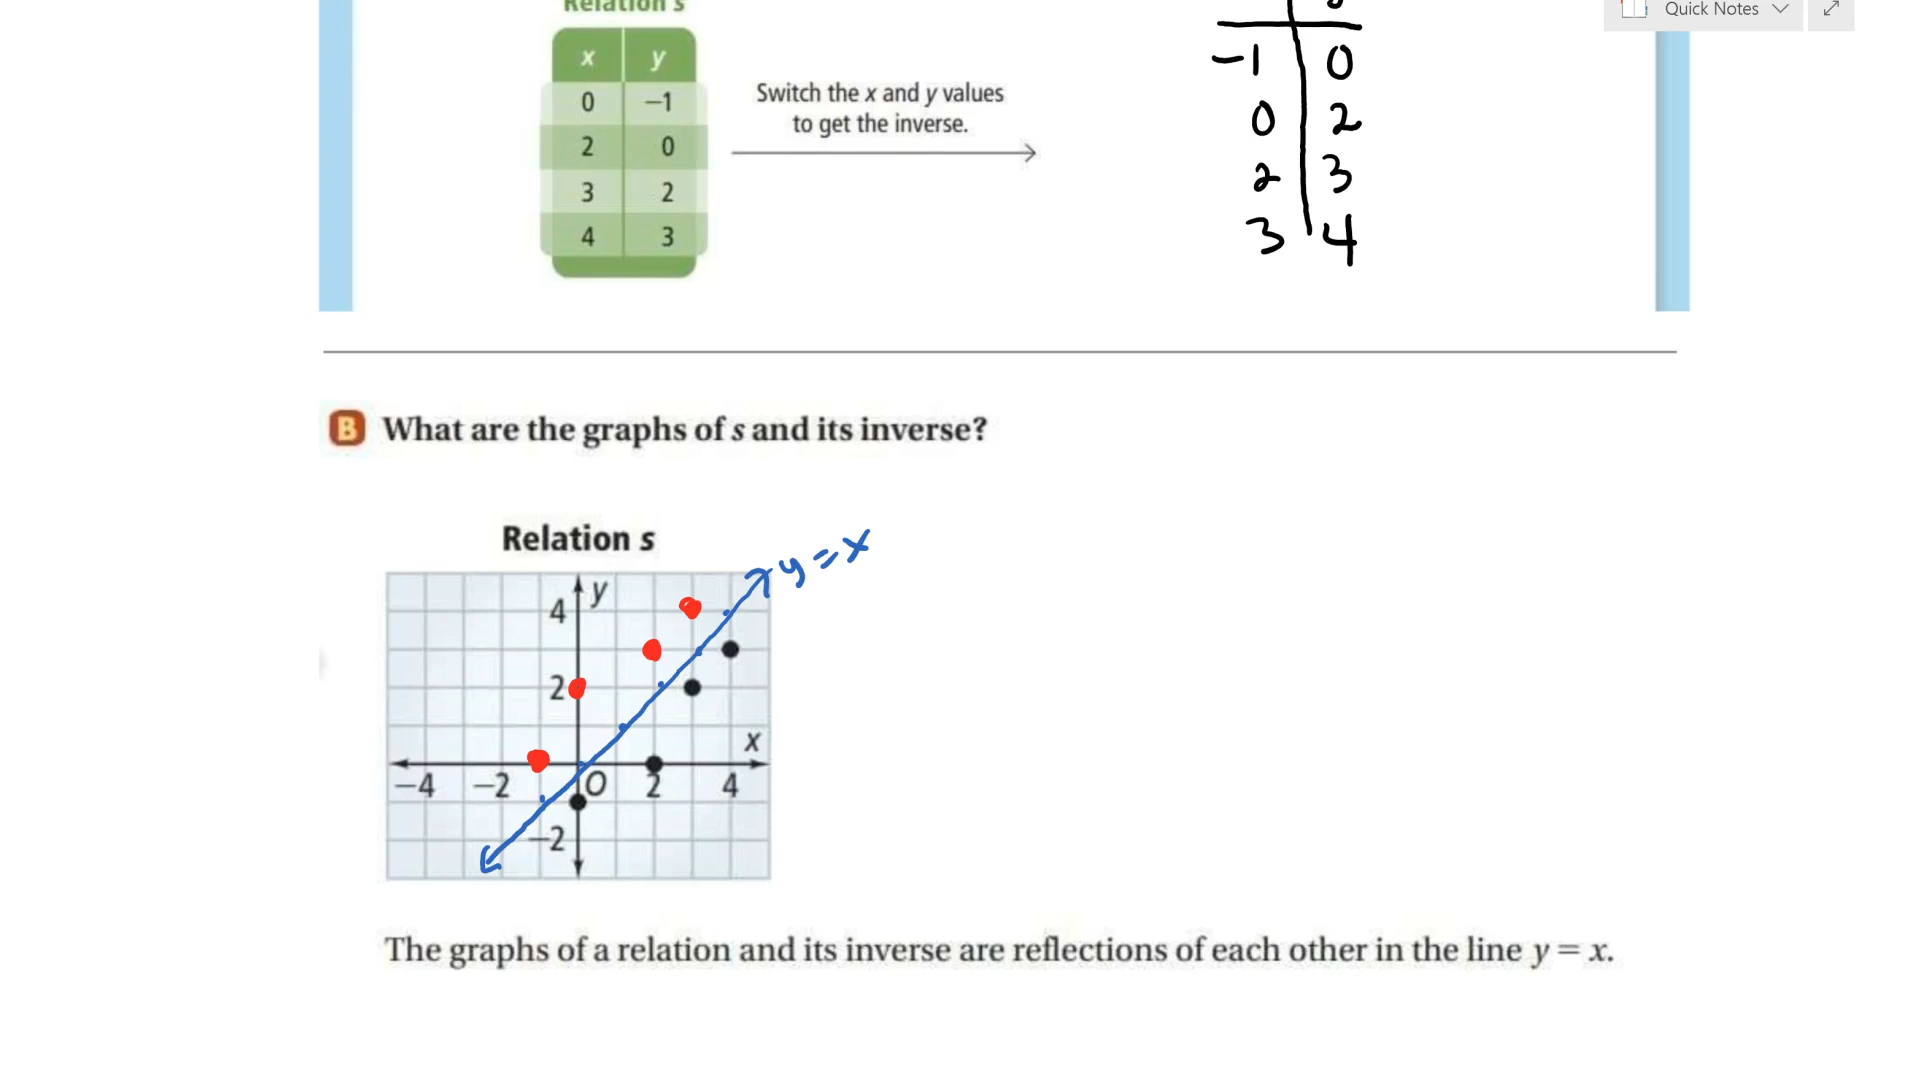 Relation s
Quick Notes
x y
0 −1
2 0
3 2
4 3
Switch the x and y values
to get the inverse.
-1 0
0 2
2 3
3 4
B What are the graphs of s and its inverse?
Relation s
y = x
4 y
2
x
−4 −2 O 2 4
−2
The graphs of a relation and its inverse are reflections of each other in the line y = x.